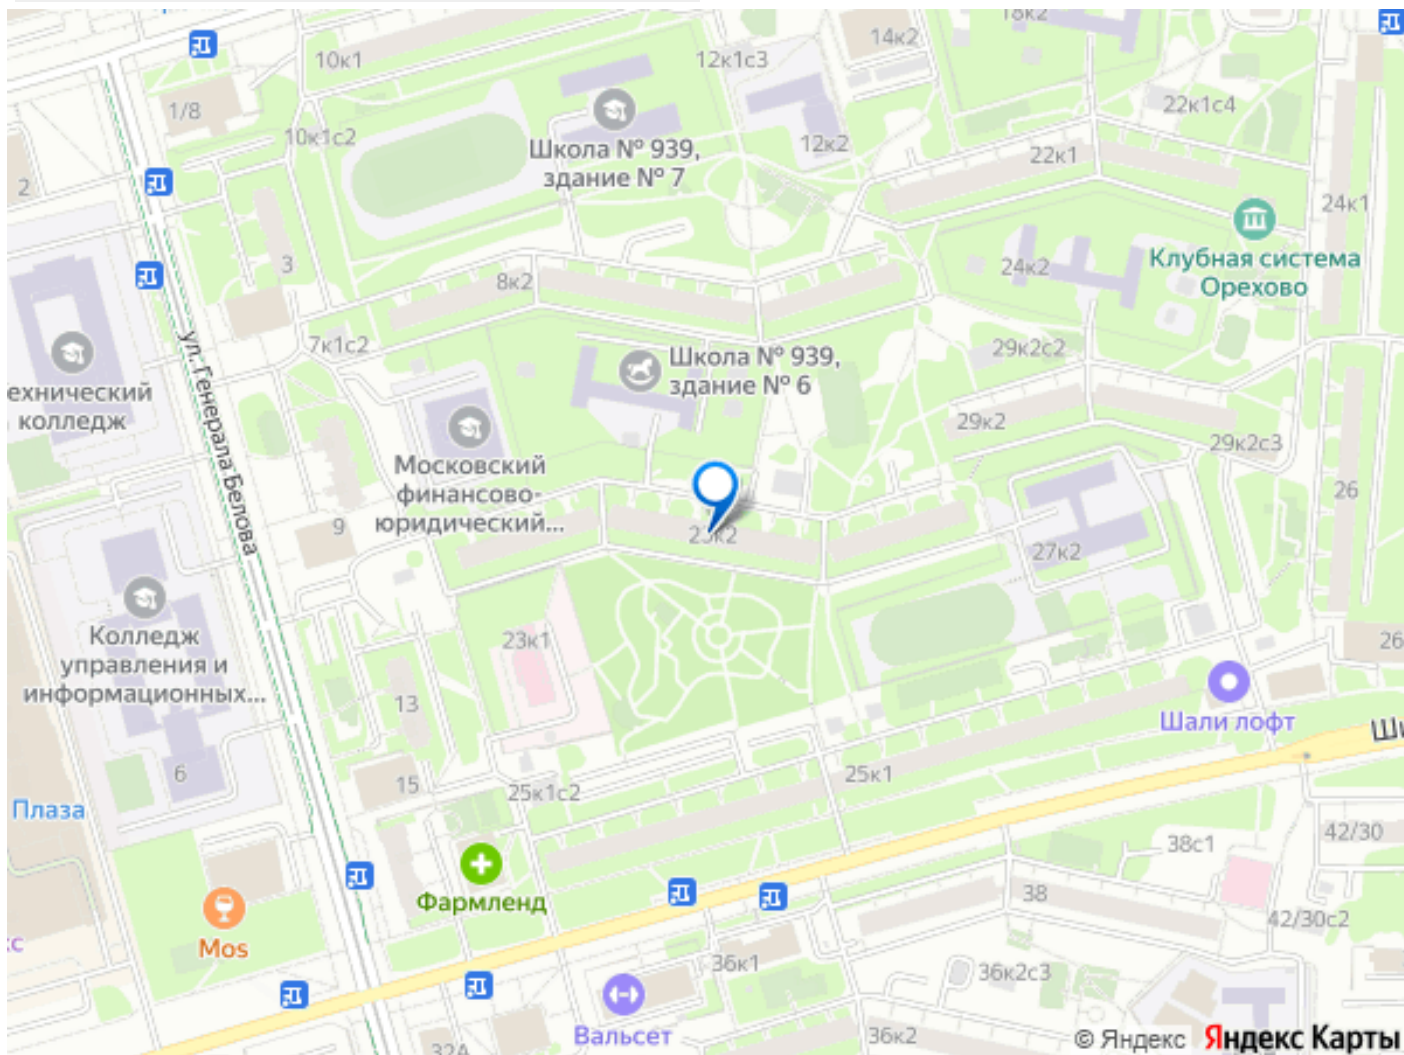 18к2
14к2
10к1
12к1с3
1/8
22к1с4
10к1с2
12к2
Школа № 939,
здание № 7
22к1
2
24к1
3
24к2
Клубная система
Орехово
8к2
ул. Генерала Белова
7к1с2
Школа № 939,
здание № 6
29к2с2
ехнический
колледж
29к2
29к2с3
Московский
финансово-
юридический...
26
9
27к2
Колледж
управления и
информационных...
23к1
26
13
Шали лофт
6
15
25к1с2
25к1
Плаза
42/30
38с1
Фармленд
38
42/30с2
Mos
36к1
36к2с3
Вальсет
36к2
32А
© Яндекс Яндекс Карты